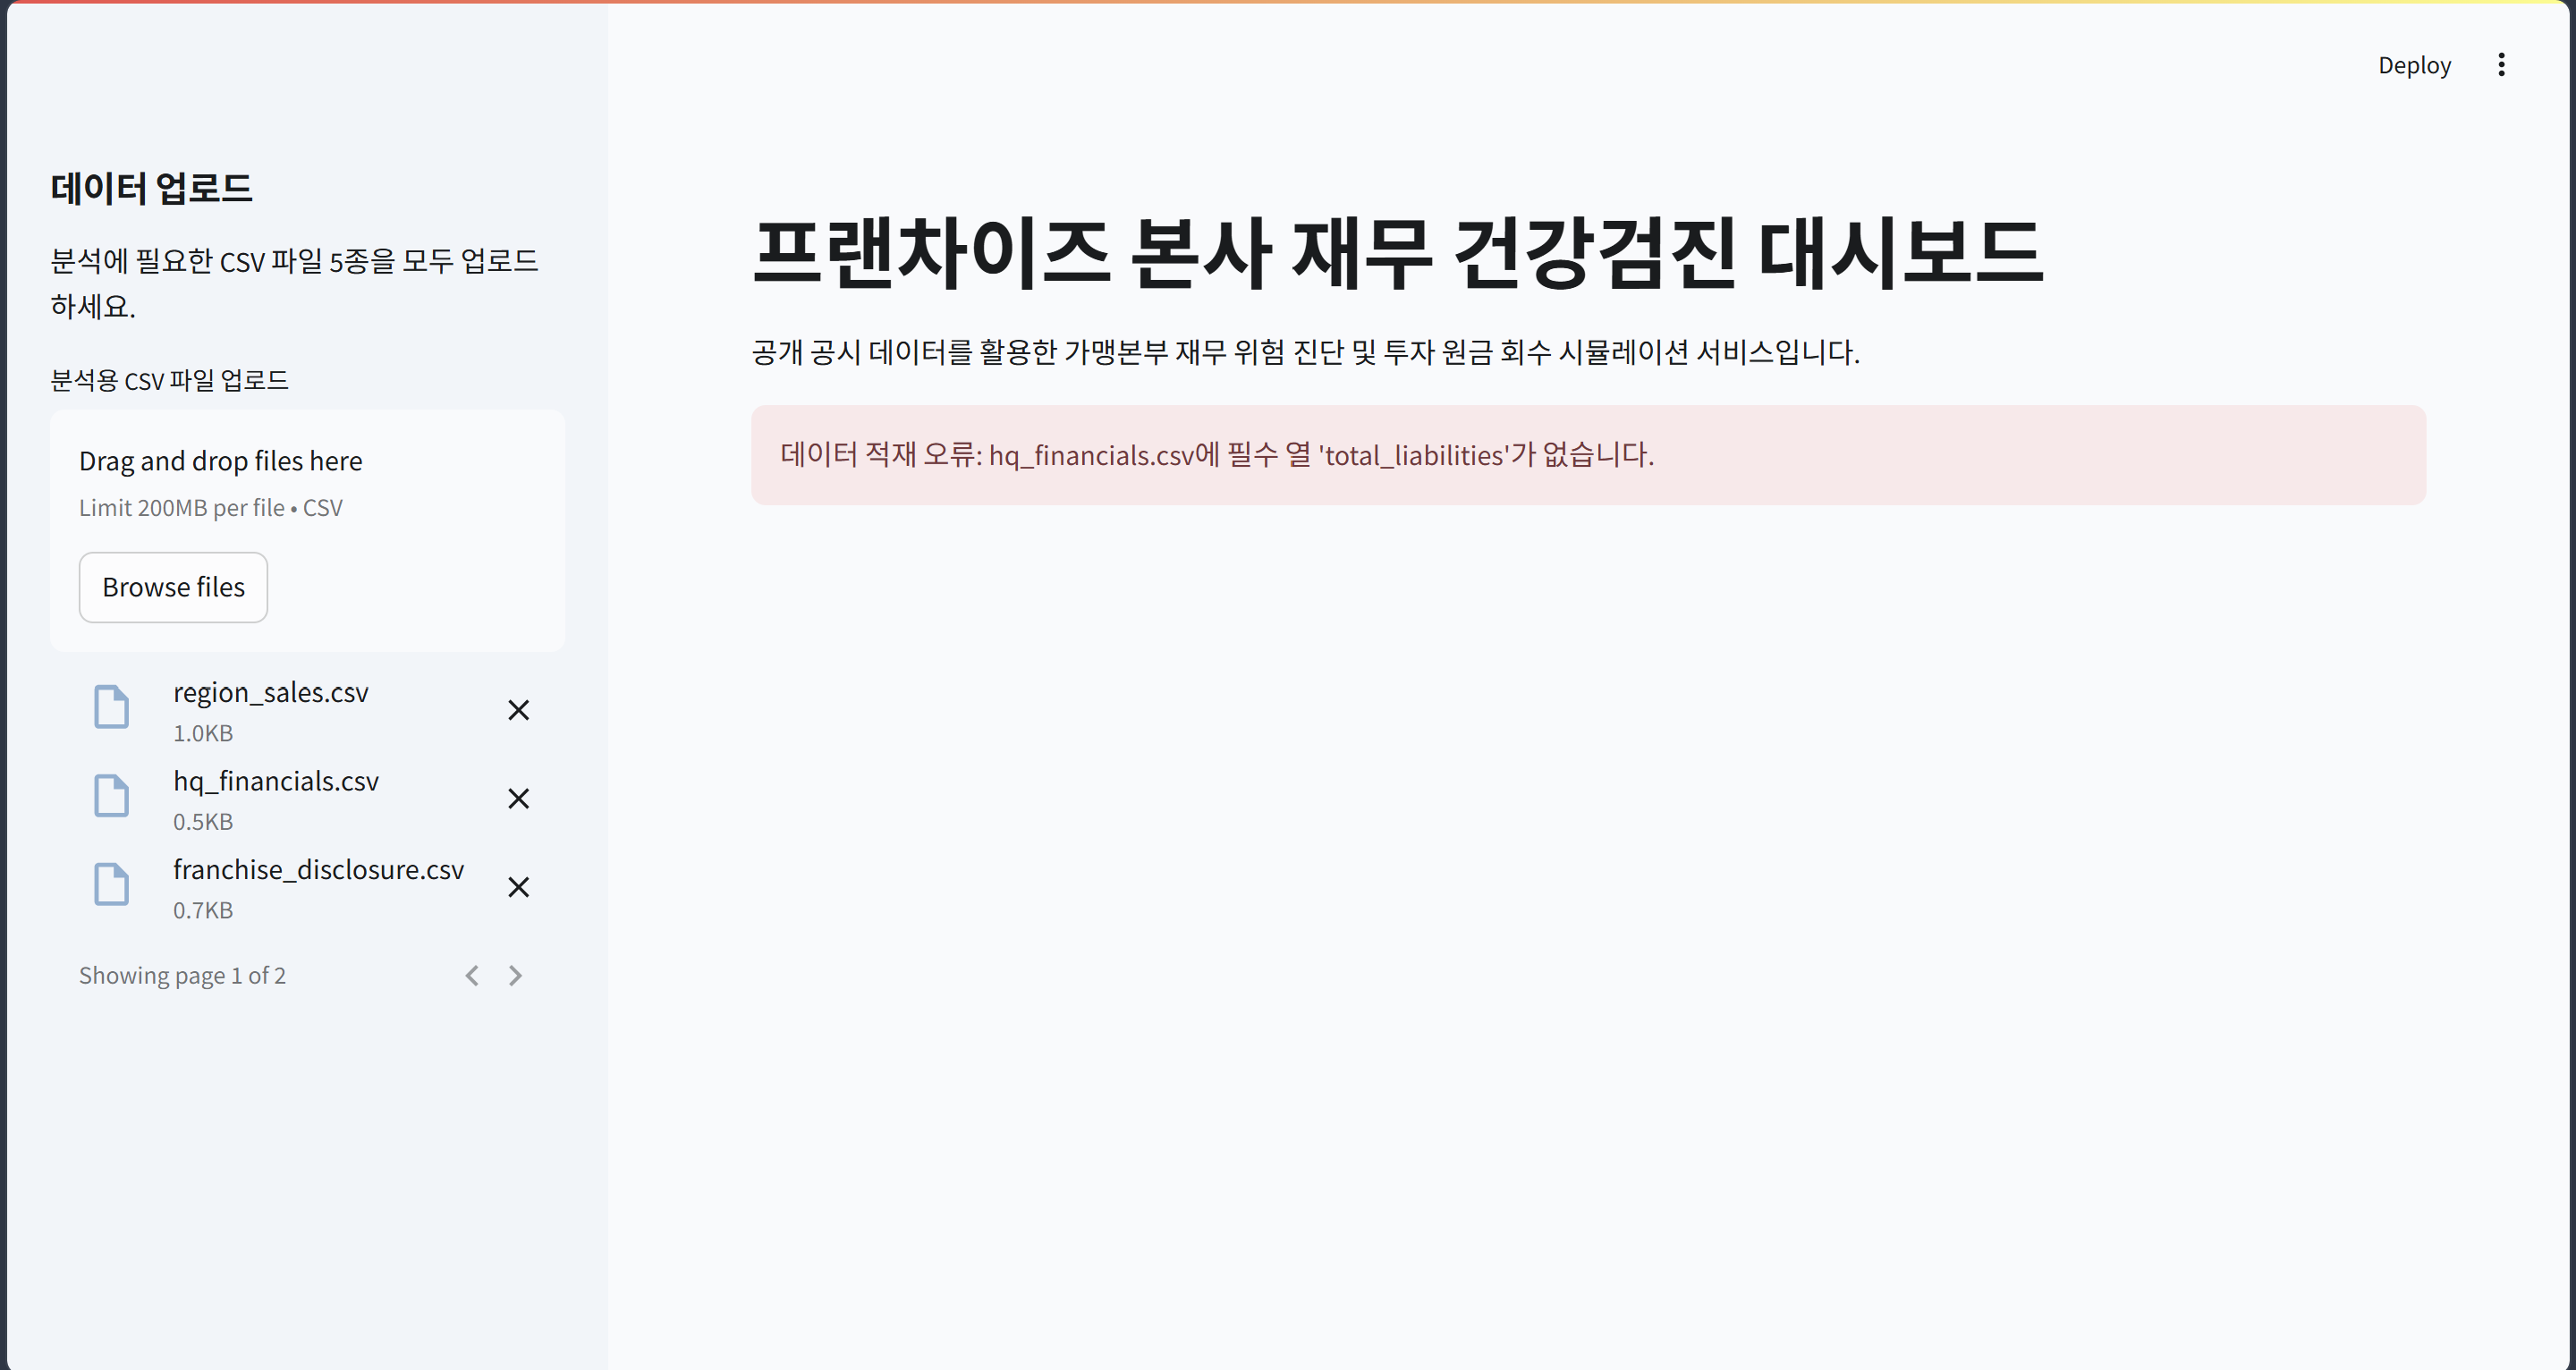 Deploy
데이터 업로드
분석에 필요한 CSV 파일 5종을 모두 업로드
하세요.
분석용 CSV 파일 업로드
Drag and drop files here
Limit 200MB per file • CSV
Browse files
region_sales.csv
1.0KB
hq_financials.csv
0.5KB
franchise_disclosure.csv
0.7KB
Showing page 1 of 2
프랜차이즈 본사 재무 건강검진 대시보드
공개 공시 데이터를 활용한 가맹본부 재무 위험 진단 및 투자 원금 회수 시뮬레이션 서비스입니다.
데이터 적재 오류: hq_financials.csv에 필수 열 'total_liabilities'가 없습니다.